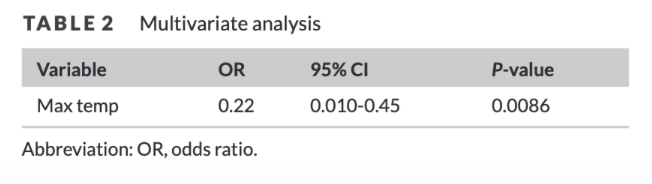 TABLE 2 Multivariate analysis
Variable OR 95% CI P-value
Max temp 0.22 0.010-0.45 0.0086
Abbreviation: OR, odds ratio.